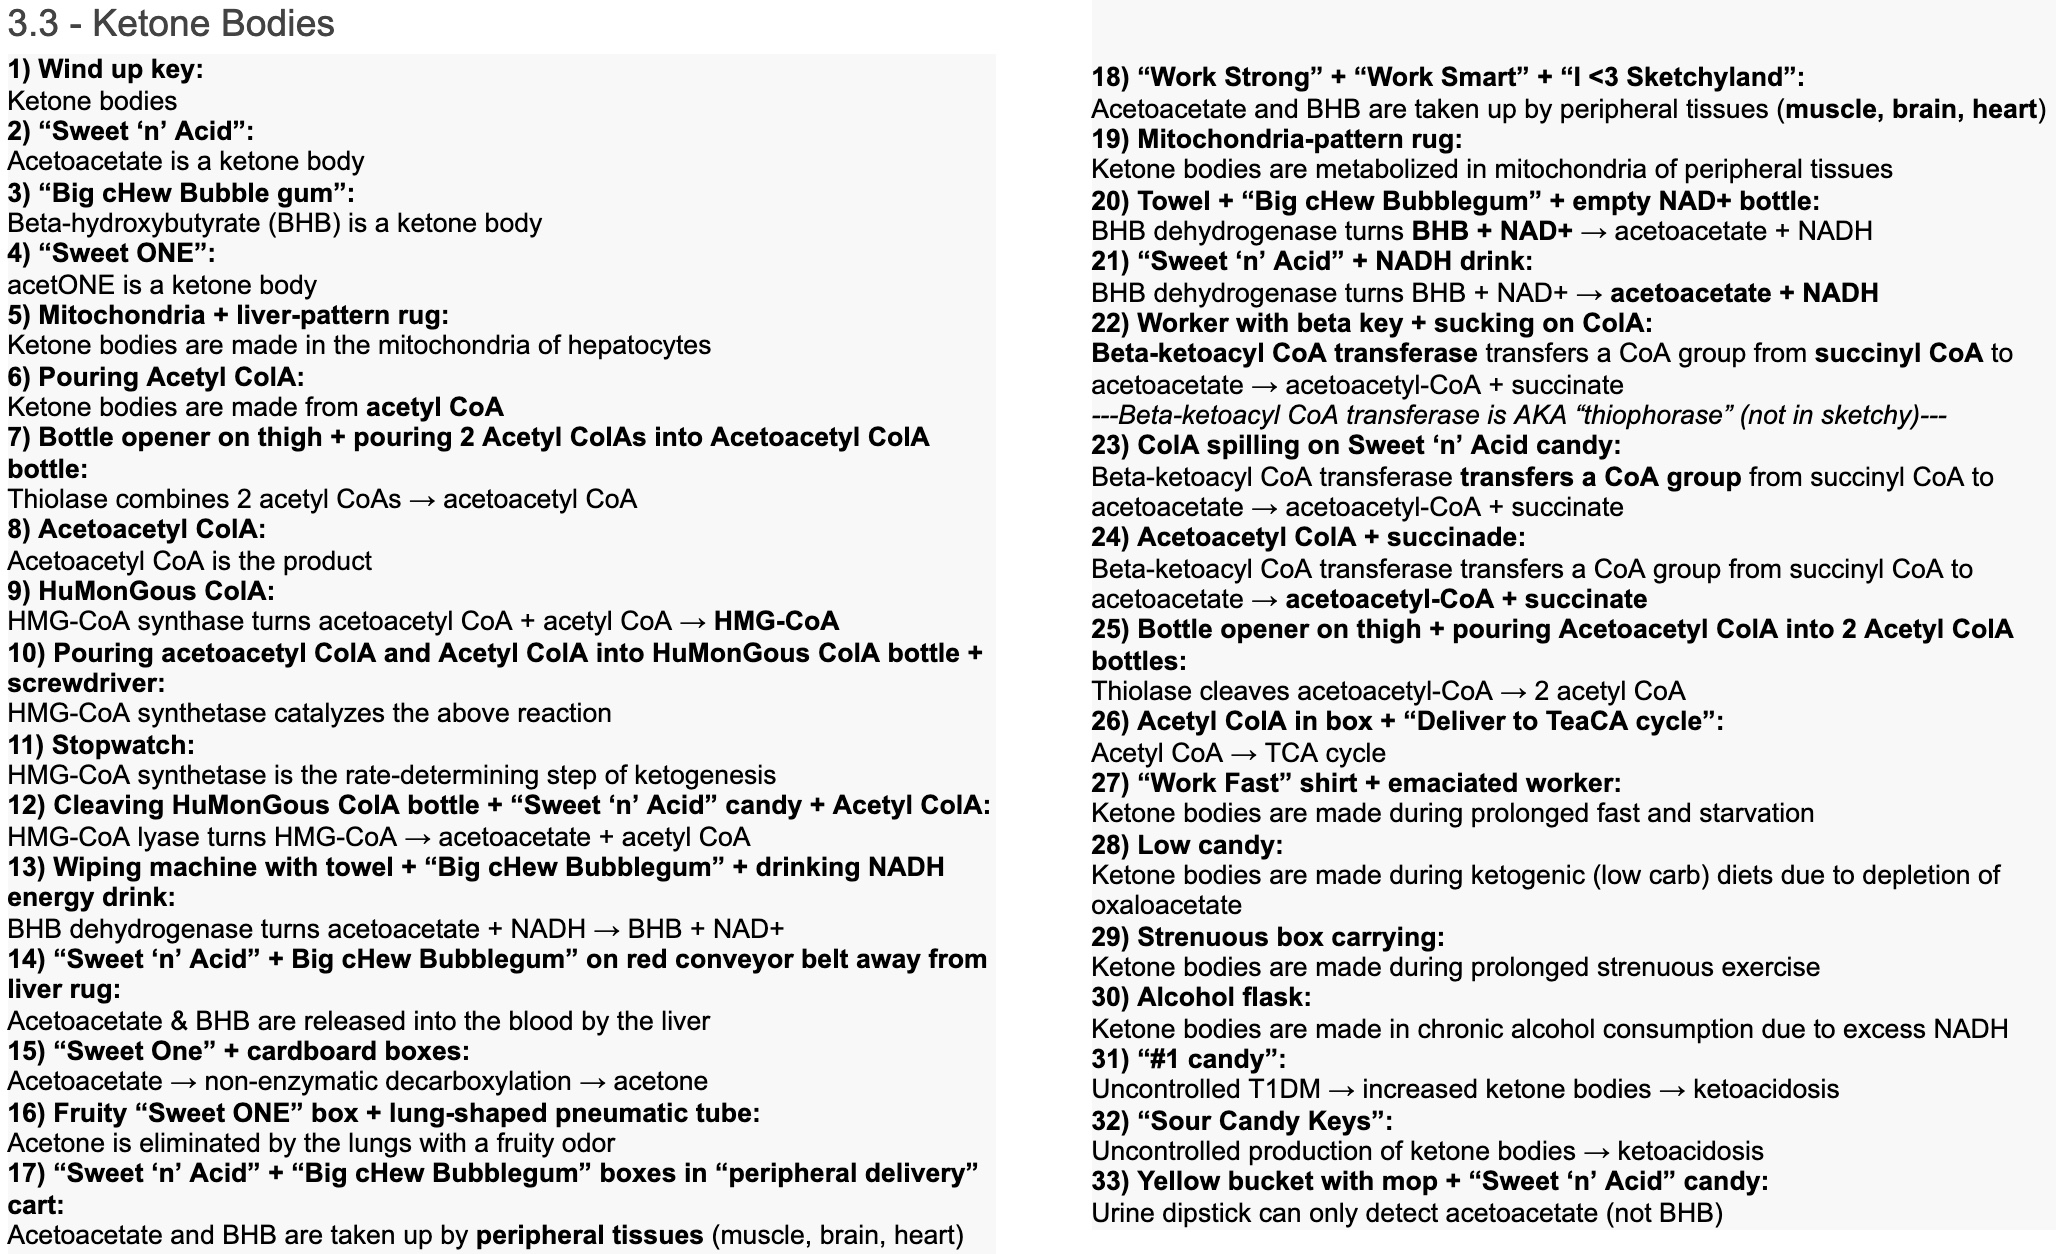 3.3 - Ketone Bodies
1) Wind up key:
Ketone bodies
2) “Sweet ‘n’ Acid”:
Acetoacetate is a ketone body
3) “Big cHew Bubble gum”:
Beta-hydroxybutyrate (BHB) is a ketone body
4) “Sweet ONE”:
acetONE is a ketone body
5) Mitochondria + liver-pattern rug:
Ketone bodies are made in the mitochondria of hepatocytes
6) Pouring Acetyl ColA:
Ketone bodies are made from acetyl CoA
7) Bottle opener on thigh + pouring 2 Acetyl ColAs into Acetoacetyl ColA
bottle:
Thiolase combines 2 acetyl CoAs → acetoacetyl CoA
8) Acetoacetyl ColA:
Acetoacetyl CoA is the product
9) HuMonGous ColA:
HMG-CoA synthase turns acetoacetyl CoA + acetyl CoA → HMG-CoA
10) Pouring acetoacetyl ColA and Acetyl ColA into HuMonGous ColA bottle +
screwdriver:
HMG-CoA synthetase catalyzes the above reaction
11) Stopwatch:
HMG-CoA synthetase is the rate-determining step of ketogenesis
12) Cleaving HuMonGous ColA bottle + “Sweet ‘n’ Acid” candy + Acetyl ColA:
HMG-CoA lyase turns HMG-CoA → acetoacetate + acetyl CoA
13) Wiping machine with towel + “Big cHew Bubblegum” + drinking NADH
energy drink:
BHB dehydrogenase turns acetoacetate + NADH → BHB + NAD+
14) “Sweet ‘n’ Acid” + Big cHew Bubblegum” on red conveyor belt away from
liver rug:
Acetoacetate & BHB are released into the blood by the liver
15) “Sweet One” + cardboard boxes:
Acetoacetate → non-enzymatic decarboxylation → acetone
16) Fruity “Sweet ONE” box + lung-shaped pneumatic tube:
Acetone is eliminated by the lungs with a fruity odor
17) “Sweet ‘n’ Acid” + “Big cHew Bubblegum” boxes in “peripheral delivery”
cart:
Acetoacetate and BHB are taken up by peripheral tissues (muscle, brain, heart)
18) “Work Strong” + “Work Smart” + “I <3 Sketchyland”:
Acetoacetate and BHB are taken up by peripheral tissues (muscle, brain, heart)
19) Mitochondria-pattern rug:
Ketone bodies are metabolized in mitochondria of peripheral tissues
20) Towel + “Big cHew Bubblegum” + empty NAD+ bottle:
BHB dehydrogenase turns BHB + NAD+ → acetoacetate + NADH
21) “Sweet ‘n’ Acid” + NADH drink:
BHB dehydrogenase turns BHB + NAD+ → acetoacetate + NADH
22) Worker with beta key + sucking on ColA:
Beta-ketoacyl CoA transferase transfers a CoA group from succinyl CoA to
acetoacetate → acetoacetyl-CoA + succinate
---Beta-ketoacyl CoA transferase is AKA “thiophorase” (not in sketchy)---
23) ColA spilling on Sweet ‘n’ Acid candy:
Beta-ketoacyl CoA transferase transfers a CoA group from succinyl CoA to
acetoacetate → acetoacetyl-CoA + succinate
24) Acetoacetyl ColA + succinade:
Beta-ketoacyl CoA transferase transfers a CoA group from succinyl CoA to
acetoacetate → acetoacetyl-CoA + succinate
25) Bottle opener on thigh + pouring Acetoacetyl ColA into 2 Acetyl ColA
bottles:
Thiolase cleaves acetoacetyl-CoA → 2 acetyl CoA
26) Acetyl ColA in box + “Deliver to TeaCA cycle”:
Acetyl CoA → TCA cycle
27) “Work Fast” shirt + emaciated worker:
Ketone bodies are made during prolonged fast and starvation
28) Low candy:
Ketone bodies are made during ketogenic (low carb) diets due to depletion of
oxaloacetate
29) Strenuous box carrying:
Ketone bodies are made during prolonged strenuous exercise
30) Alcohol flask:
Ketone bodies are made in chronic alcohol consumption due to excess NADH
31) “#1 candy”:
Uncontrolled T1DM → increased ketone bodies → ketoacidosis
32) “Sour Candy Keys”:
Uncontrolled production of ketone bodies → ketoacidosis
33) Yellow bucket with mop + “Sweet ‘n’ Acid” candy:
Urine dipstick can only detect acetoacetate (not BHB)